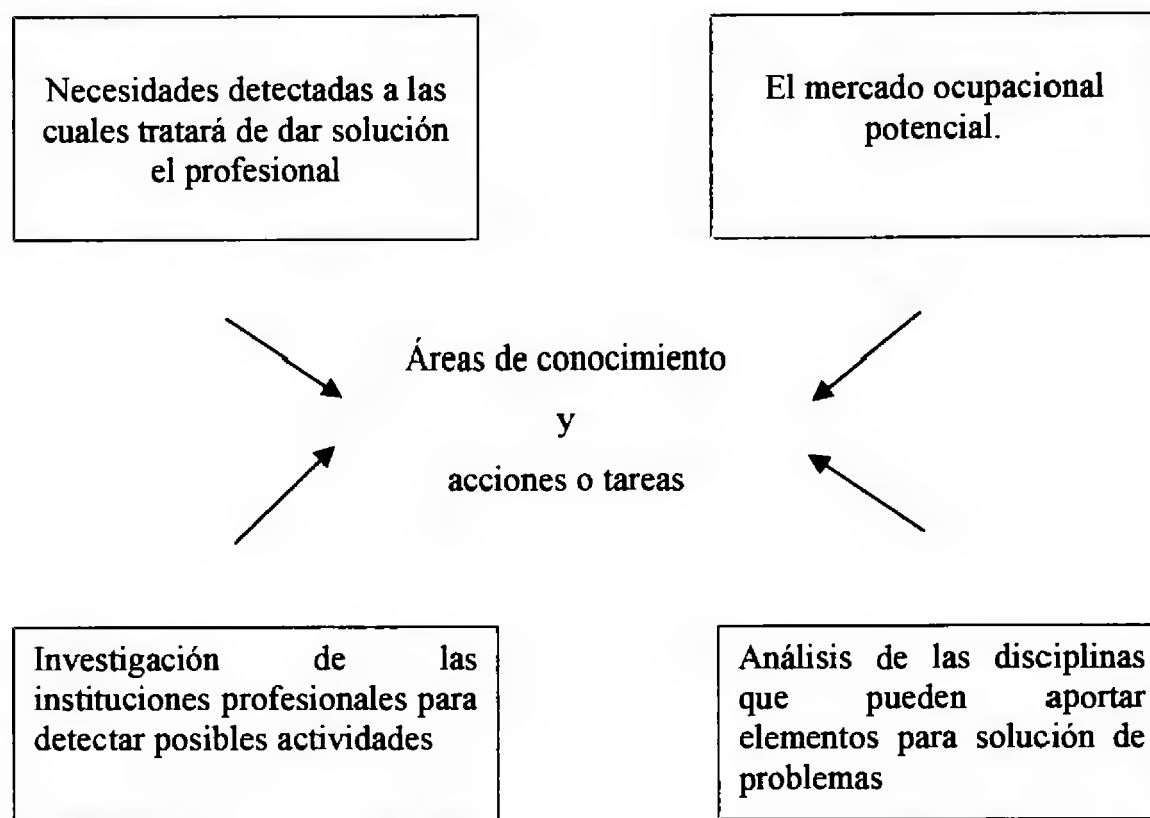 Necesidades detectadas a las
cuales tratará de dar solución
el profesional
El mercado ocupacional
potencial.
Áreas de conocimiento
y
acciones o tareas
Investigación de las
instituciones profesionales para
detectar posibles actividades
Análisis de las disciplinas
que pueden aportar
elementos para solución de
problemas